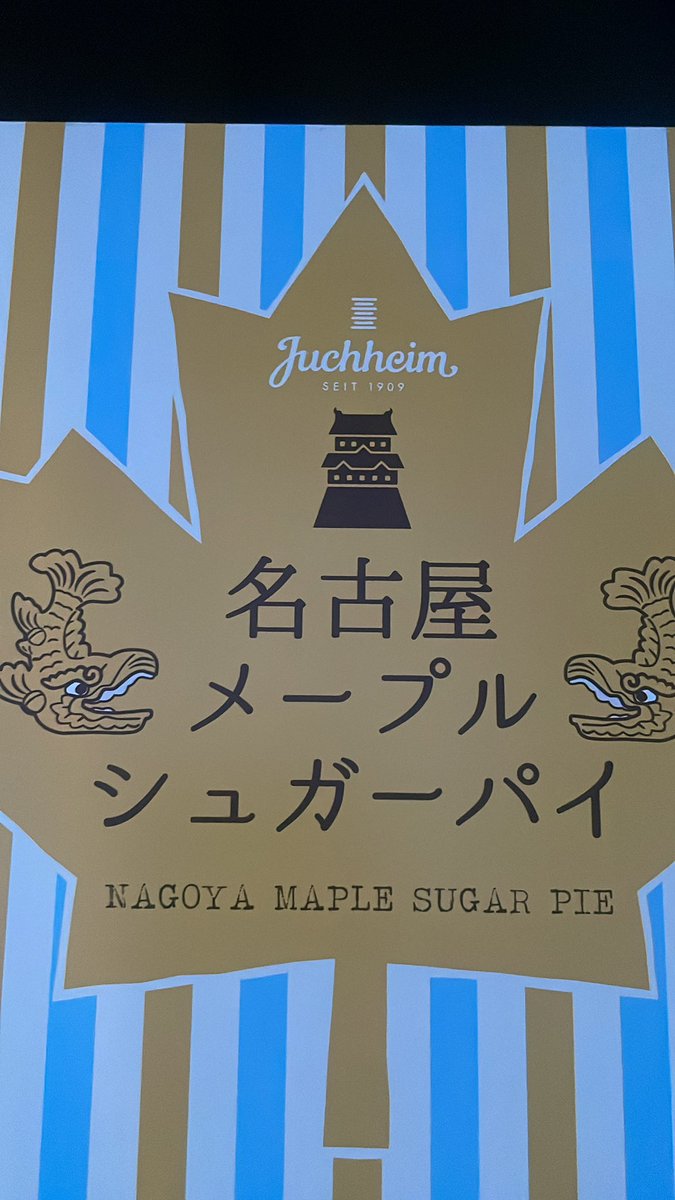 Juchheim
SEIT 1909
名古屋
メープル
シュガーパイ
NAGOYA MAPLE SUGAR PIE